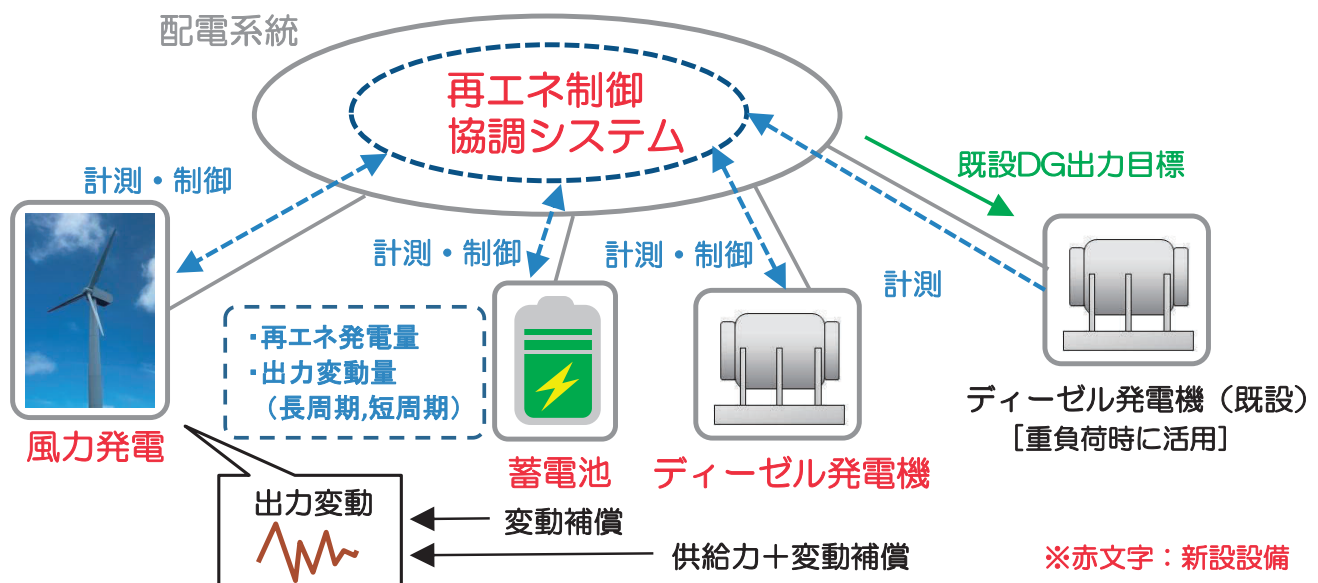 配電系統
再エネ制御
協調システム
計測・制御
既設DG出力目標
計測・制御
計測・制御
計測
・再エネ発電量
・出力変動量
（長周期,短周期）
ディーゼル発電機（既設）
［重負荷時に活用］
風力発電
蓄電池
ディーゼル発電機
出力変動
変動補償
供給力＋変動補償
※赤文字：新設設備